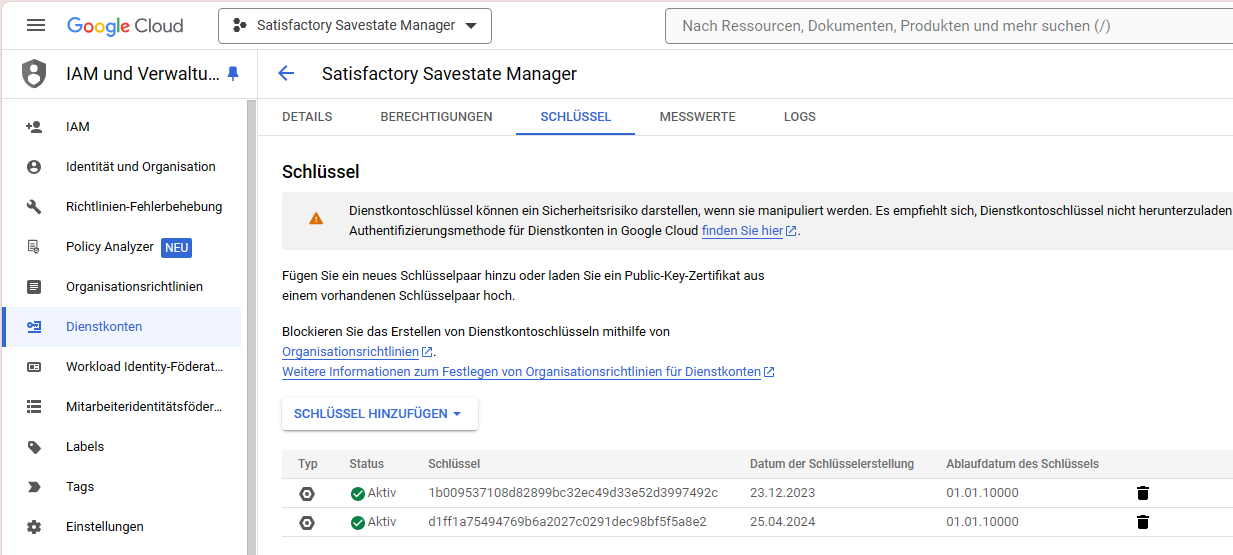 Google Cloud
Satisfactory Savestate Manager
Nach Ressourcen, Dokumenten, Produkten und mehr suchen (/)
IAM und Verwaltu...
Satisfactory Savestate Manager
IAM
Identität und Organisation
Richtlinien-Fehlerbehebung
Policy Analyzer NEU
Organisationsrichtlinien
Dienstkonten
Workload Identity-Föderat...
Mitarbeiteridentitätsföder...
Labels
Tags
Einstellungen
DETAILS BERECHTIGUNGEN SCHLÜSSEL MESSWERTE LOGS
Schlüssel
Dienstkontoschlüssel können ein Sicherheitsrisiko darstellen, wenn sie manipuliert werden. Es empfiehlt sich, Dienstkontoschlüssel nicht herunterzuladen
Authentifizierungsmethode für Dienstkonten in Google Cloud finden Sie hier.
Fügen Sie ein neues Schlüsselpaar hinzu oder laden Sie ein Public-Key-Zertifikat aus
einem vorhandenen Schlüsselpaar hoch.
Blockieren Sie das Erstellen von Dienstkontoschlüsseln mithilfe von
Organisationsrichtlinien.
Weitere Informationen zum Festlegen von Organisationsrichtlinien für Dienstkonten
SCHLÜSSEL HINZUFÜGEN
Typ Status Schlüssel Datum der Schlüsselerstellung Ablaufdatum des Schlüssels
Aktiv 1b009537108d82899bc32ec49d33e52d3997492c 23.12.2023 01.01.10000
Aktiv d1ff1a75494769b6a2027c0291dec98bf5f5a8e2 25.04.2024 01.01.10000